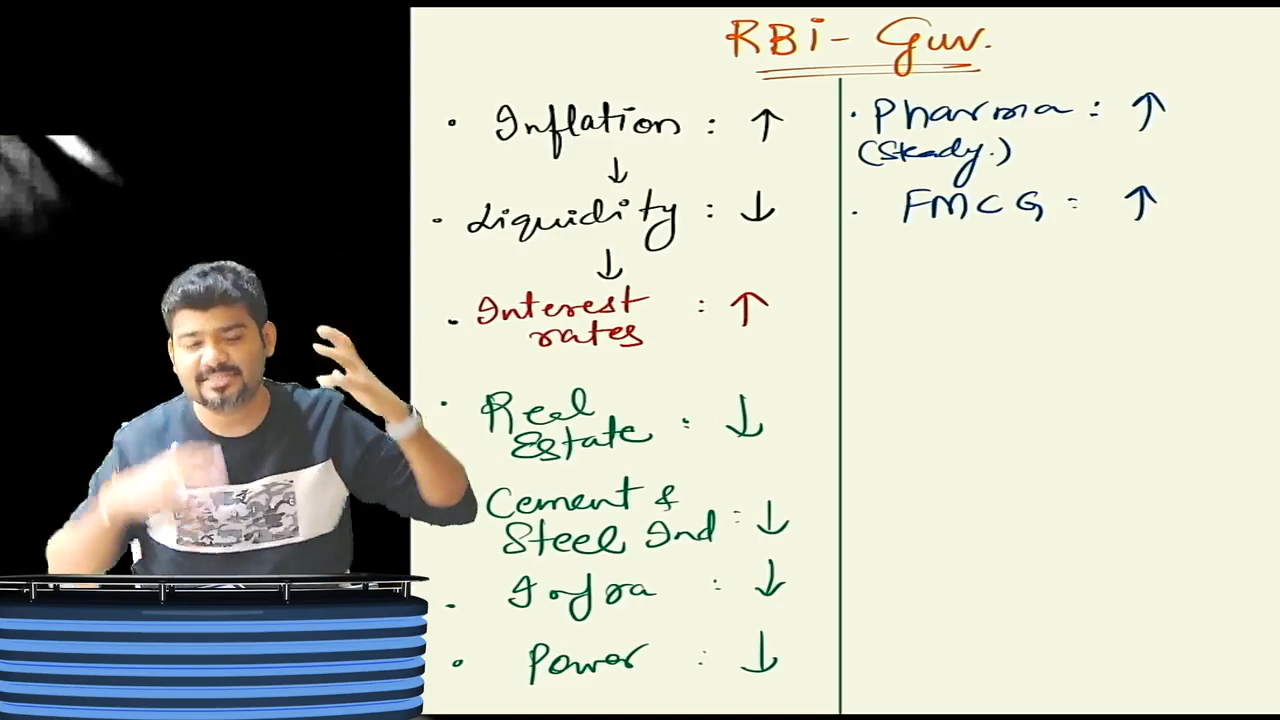 RBi - Guv.
• Inflation : ↑
↓
• Liquidity : ↓
↓
• Interest
rates : ↑
• Real
Estate : ↓
Cement &
Steel Ind : ↓
• Infra : ↓
• Power : ↓
• Pharma : ↑
(Steady.)
• FMCG : ↑